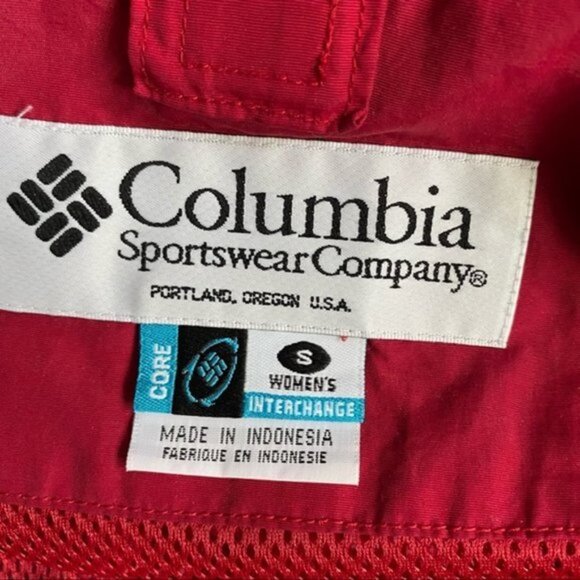 Columbia
Sportswear Company®
PORTLAND, OREGON U.S.A.
CORE
S
WOMEN'S
INTERCHANGE
MADE IN INDONESIA
FABRIQUE EN INDONESIE